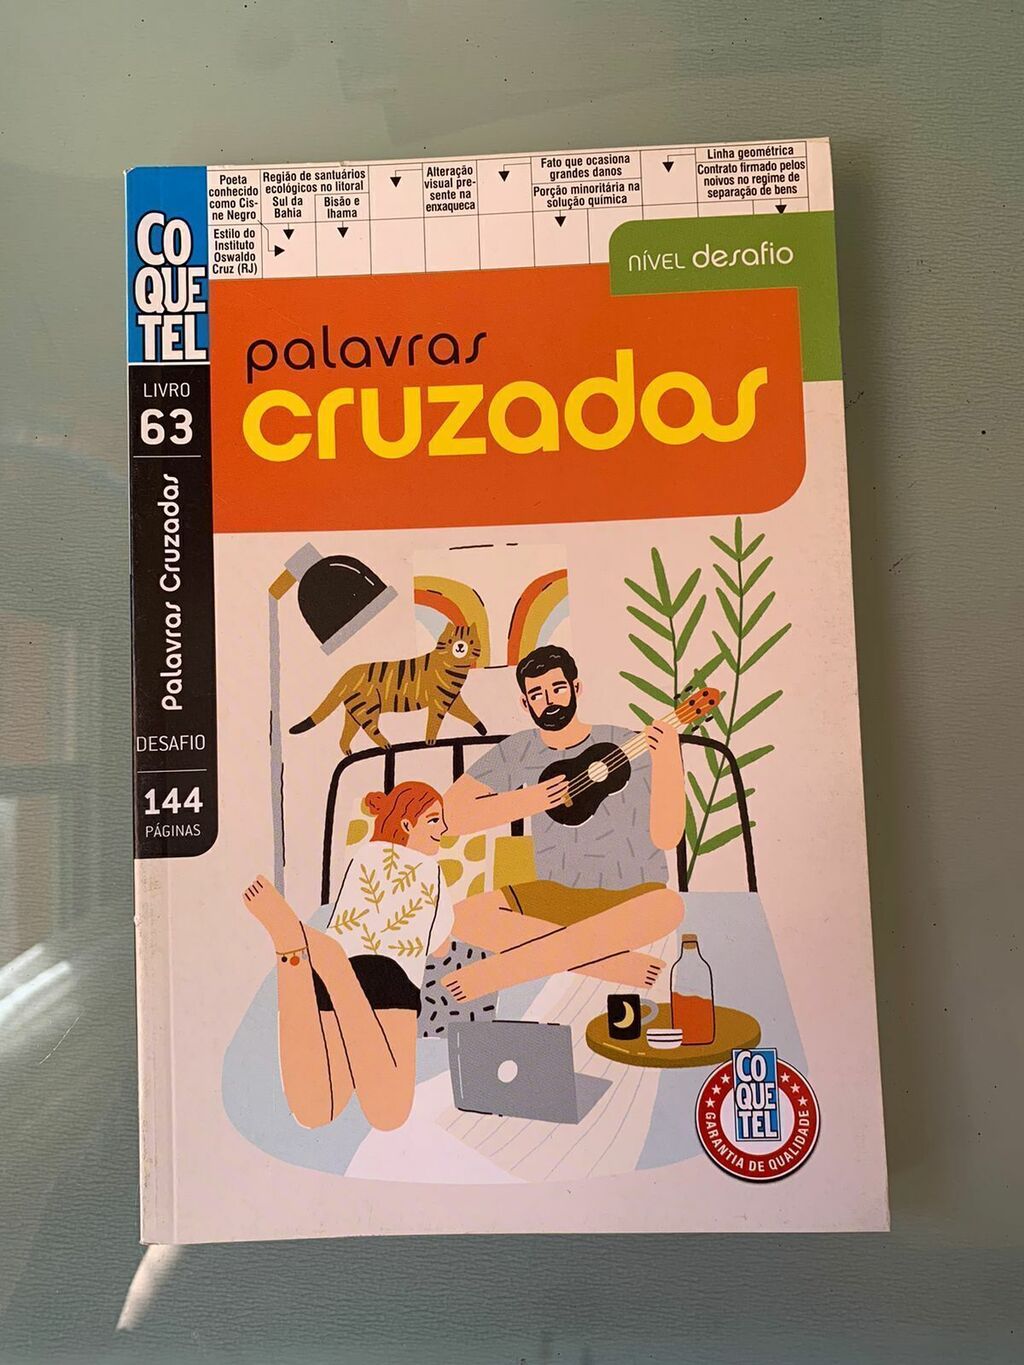 Poeta
conhecido
como Cis-
ne Negro
Região de santuários
ecológicos no litoral
Sul da
Bahia
Bisão e
lhama
Alteração
visual pre-
sente na
enxaqueca
Fato que ocasiona
grandes danos
Porção minoritária na
solução química
Linha geométrica
Contrato firmado pelos
noivos no regime de
separação de bens
Estilo do
Instituto
Oswaldo
Cruz (RJ)
NÍVEL desafio
CO
QUE
TEL
LIVRO
63
Palavras Cruzadas
DESAFIO
144
PÁGINAS
palavras
cruzadas
CO
QUE
TEL
GARANTIA DE QUALIDADE